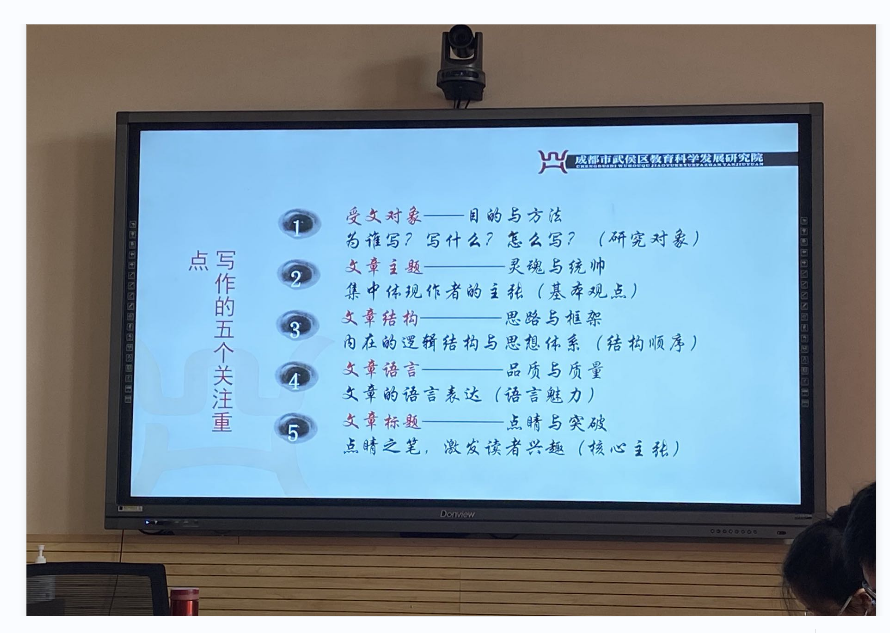 成都市武侯区教育科学发展研究院
写作的五个关注重
点
1
受文对象——目的与方法
为谁写？写什么？怎么写？（研究对象）
2
文章主题————灵魂与统帅
集中体现作者的主张（基本观点）
3
文章结构————思路与框架
内在的逻辑结构与思想体系（结构顺序）
4
文章语言————品质与质量
文章的语言表达（语言魅力）
5
文章标题————点睛与突破
点睛之笔，激发读者兴趣（核心主张）
Donview